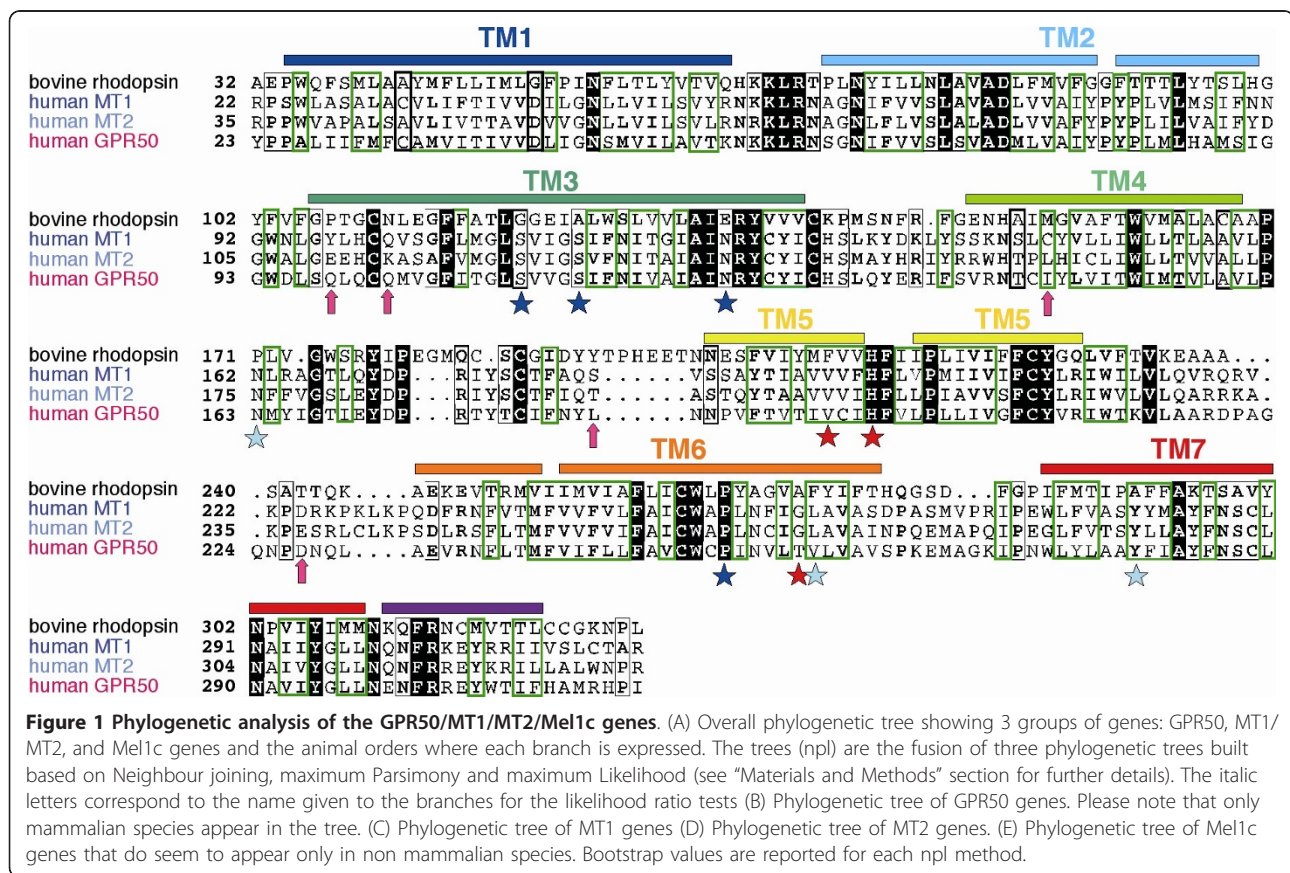 TM1 TM2
bovine rhodopsin 32 AEPWQFSMLAAYMFLLIMLGFPINFLTLYVTVQHKKLRTPLNYILLNLAVADLFMVFGGFTTTLYTSLHG
human MT1 22 RPSWLASALACVLIFTIVVDILGNLLVILSVYRNKKLRNAGNIFVVSLAVADLVVAIYPYPLVLMSIFNN
human MT2 35 RPPWVAPALSAVLIVTTAVDVVGNLLVILSVLRNRKLRNAGNLFLVSLALADLVVAFYPYPLILVAIFYD
human GPR50 23 YPPALIIFMFCAMVITIVVDLIGNSMVILAVTKNKKLRNSGNIFVVSLSVADMLVAIYPYPLMLHAMSIG
TM3 TM4
bovine rhodopsin 102 YFVFGPTGCNLEGFFATLGGEIALWSLVVLAIERYVVVCKPMSNFR.FGENHAIMGVAFTWVMALACAAP
human MT1 92 GWNLGYLHCQVSGFLMGLSVIGSIFNITGIAINRYCYICHSLKYDKLYSSKNSLCYVLLIWLLTLAAVLP
human MT2 105 GWALGEEHCKASAFVMGLSVIGSVFNITAIAINRYCYICHSMAYHRIYRRWHTPLHICLIWLLTVVALLP
human GPR50 93 GWDLSQLQCQMVGFITGLSVVGSIFNIVAIAINRYCYICHSLQYERIFSVRNTCIYLVITWIMTVLAVLP
TM5 TM5
bovine rhodopsin 171 PLV.GWSRYIPEGMQC.SCGIDYYTPHEETNNESFVIYMFVVHFIIPLIVIFFCYGQLVFTVKEAAA...
human MT1 162 NLRAGTLQYDP...RIYSCTFAQS......VSSAYTIAVVVFHFLVPMIIVIFCYLRIWILVLQVRQRV.
human MT2 175 NFFVGSLEYDP...RIYSCTFIQT......ASTQYTAAVVVIHFLLPIAVVSFCYLRIWVLVLQARRKA.
human GPR50 163 NMYIGTIEYDP...RTYTCIFNYL......NNPVFTVTIVCIHFVLPLLIVGFCYVRIWTKVLAARDPAG
TM6 TM7
bovine rhodopsin 240 .SATTQK....AEKEVTRMVIIMVIAFLICWLPYAGVAFYIFTHQGSD...FGPIFMTIPAFFAKTSAVY
human MT1 222 .KPDRKPKLKPQDFRNFVTMFVVFVLFAICWAPLNFIGLAVASDPASMVPRIPEWLFVASYYMAYFNSCL
human MT2 235 .KPESRLCLKPSDLRSFLTMFVVFVIFAICWAPLNCIGLAVAINPQEMAPQIPEGLFVTSYLLAYFNSCL
human GPR50 224 QNPDNQL....AEVRNFLTMFVIFLLFAVCWCPINVLTVLVAVSPKEMAGKIPNWLYLAAYFIAYFNSCL
bovine rhodopsin 302 NPVIYIMMNKQFRNCMVTTLCCGKNPL
human MT1 291 NAIIYGLLNQNFRKEYRRIIVSLCTAR
human MT2 304 NAIVYGLLNQNFRREYKRILLALWNPR
human GPR50 290 NAVIYGLLNENFRREYWTIFHAMRHPI
Figure 1 Phylogenetic analysis of the GPR50/MT1/MT2/Mel1c genes. (A) Overall phylogenetic tree showing 3 groups of genes: GPR50, MT1/
MT2, and Mel1c genes and the animal orders where each branch is expressed. The trees (npl) are the fusion of three phylogenetic trees built
based on Neighbour joining, maximum Parsimony and maximum Likelihood (see “Materials and Methods” section for further details). The italic
letters correspond to the name given to the branches for the likelihood ratio tests (B) Phylogenetic tree of GPR50 genes. Please note that only
mammalian species appear in the tree. (C) Phylogenetic tree of MT1 genes (D) Phylogenetic tree of MT2 genes. (E) Phylogenetic tree of Mel1c
genes that do seem to appear only in non mammalian species. Bootstrap values are reported for each npl method.